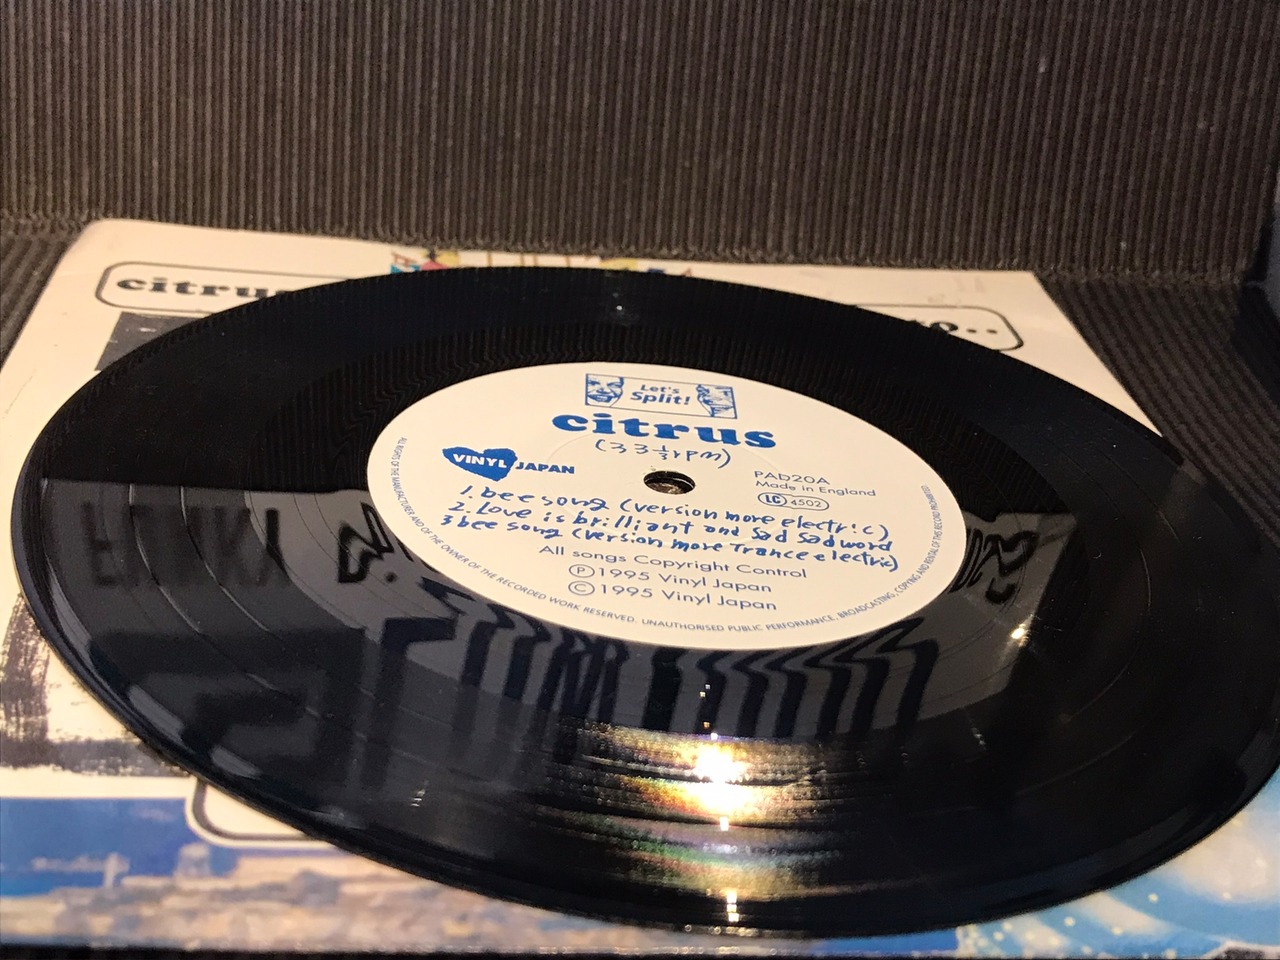 citrus
Let's
Split!
citrus
(33⅓rpm)
VINYL JAPAN
PAD20A
Made in England
LC 4502
1. bee song (version more electric)
2. Love is brilliant and sad sad word
3 bee song (version more Trance electric)
All songs Copyright Control
Ⓟ 1995 Vinyl Japan
© 1995 Vinyl Japan
ALL RIGHTS OF THE MANUFACTURER AND OF THE OWNER OF THE RECORDED WORK RESERVED. UNAUTHORISED PUBLIC PERFORMANCE, BROADCASTING, COPYING AND RENTAL OF THIS RECORD PROHIBITED